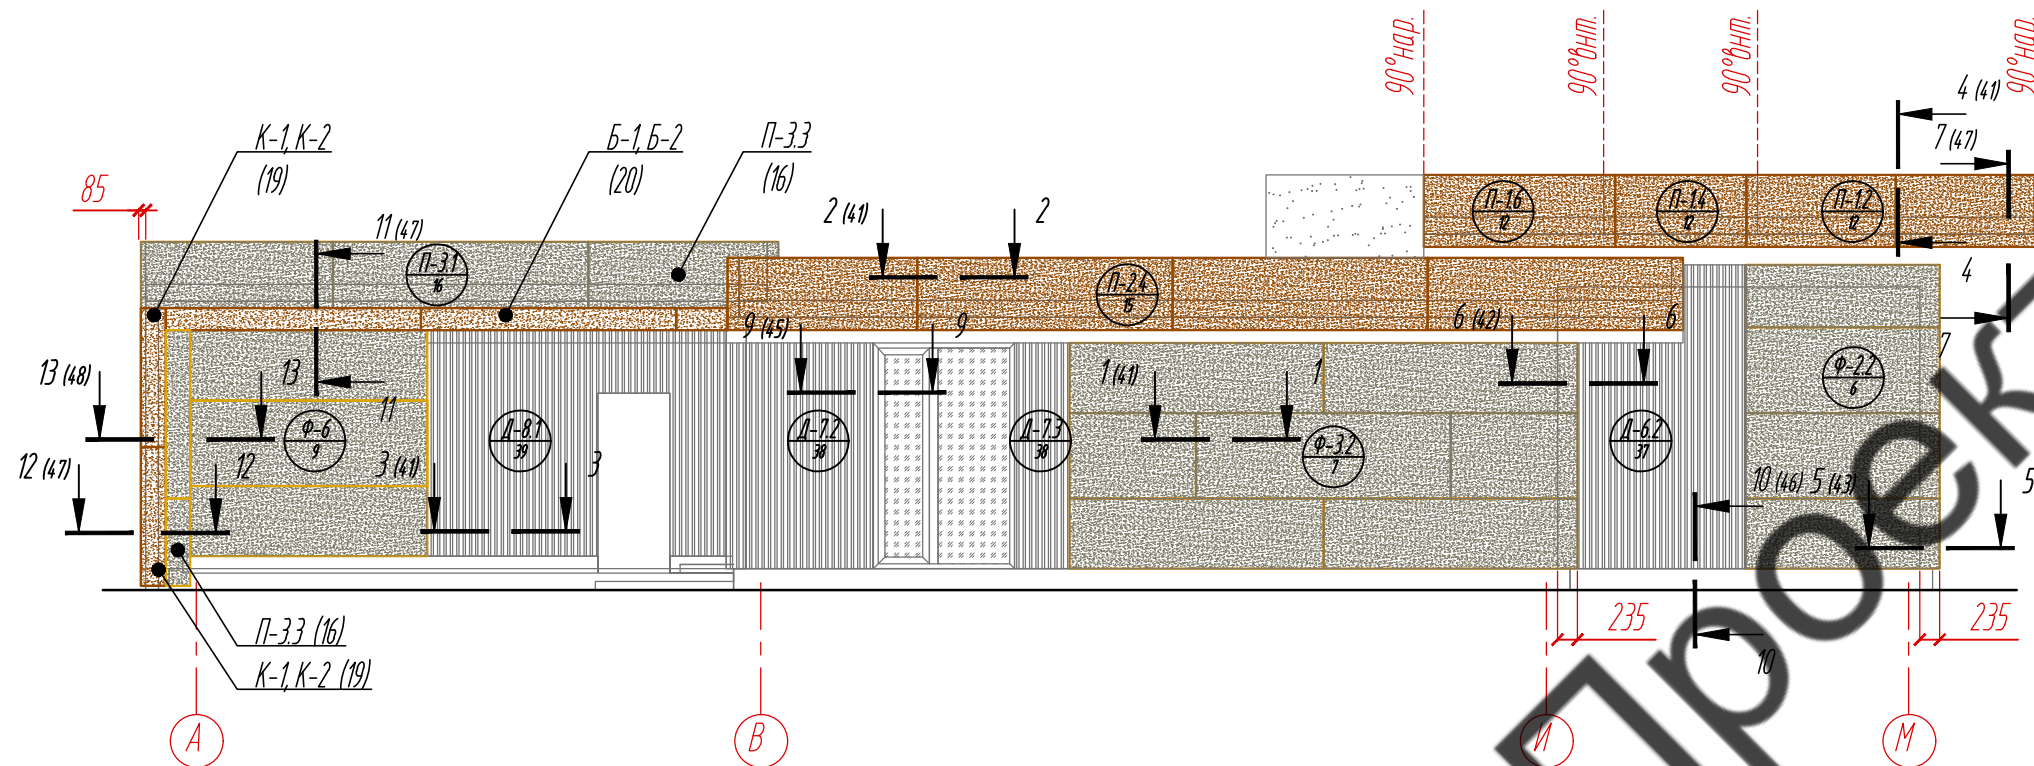 90°нар.
90°внт.
90°внт.
90°нар.
4 (41)
7 (47)
К-1, К-2
(19)
Б-1, Б-2
(20)
П-3.3
(16)
85
2 (41)
2
11 (47)
П-1.6
12
П-1.4
12
П-1.2
12
П-3.1
16
П-2.4
15
4
9 (45)
9
6 (42)
6
7
13 (48)
13
11
1 (41)
1
Ф-2.2
6
Ф-6
9
Д-8.1
39
Д-7.2
38
Д-7.3
38
Ф-3.2
7
Д-6.2
37
12 (47)
12
3 (41)
3
10 (46)
5 (43)
5
П-3.3 (16)
К-1, К-2 (19)
235
235
10
А
В
И
М
Проек